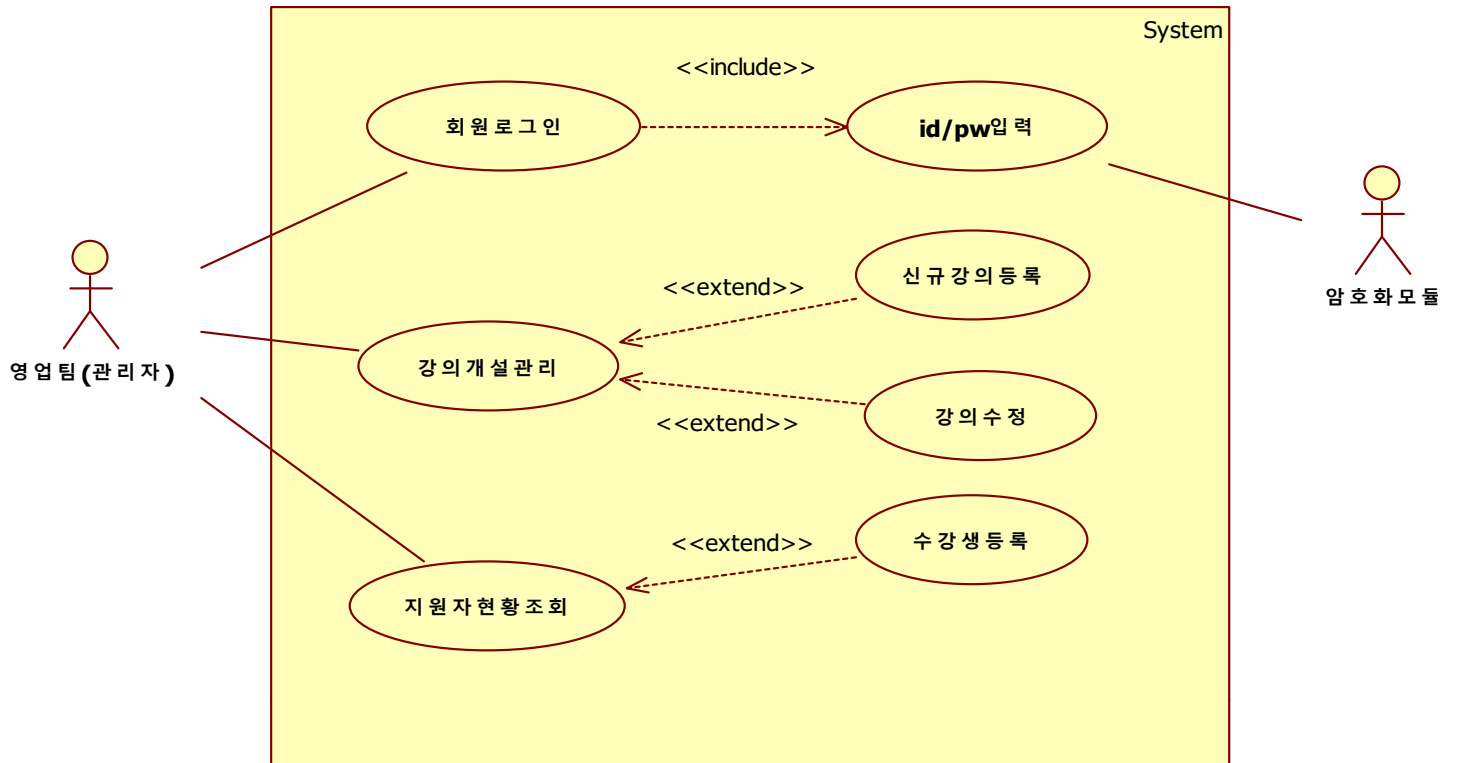 System
<<include>>
회원로그인
id/pw입력
<<extend>>
신규강의등록
영업팀(관리자)
강의개설관리
암호화모듈
<<extend>>
강의수정
<<extend>>
수강생등록
지원자현황조회